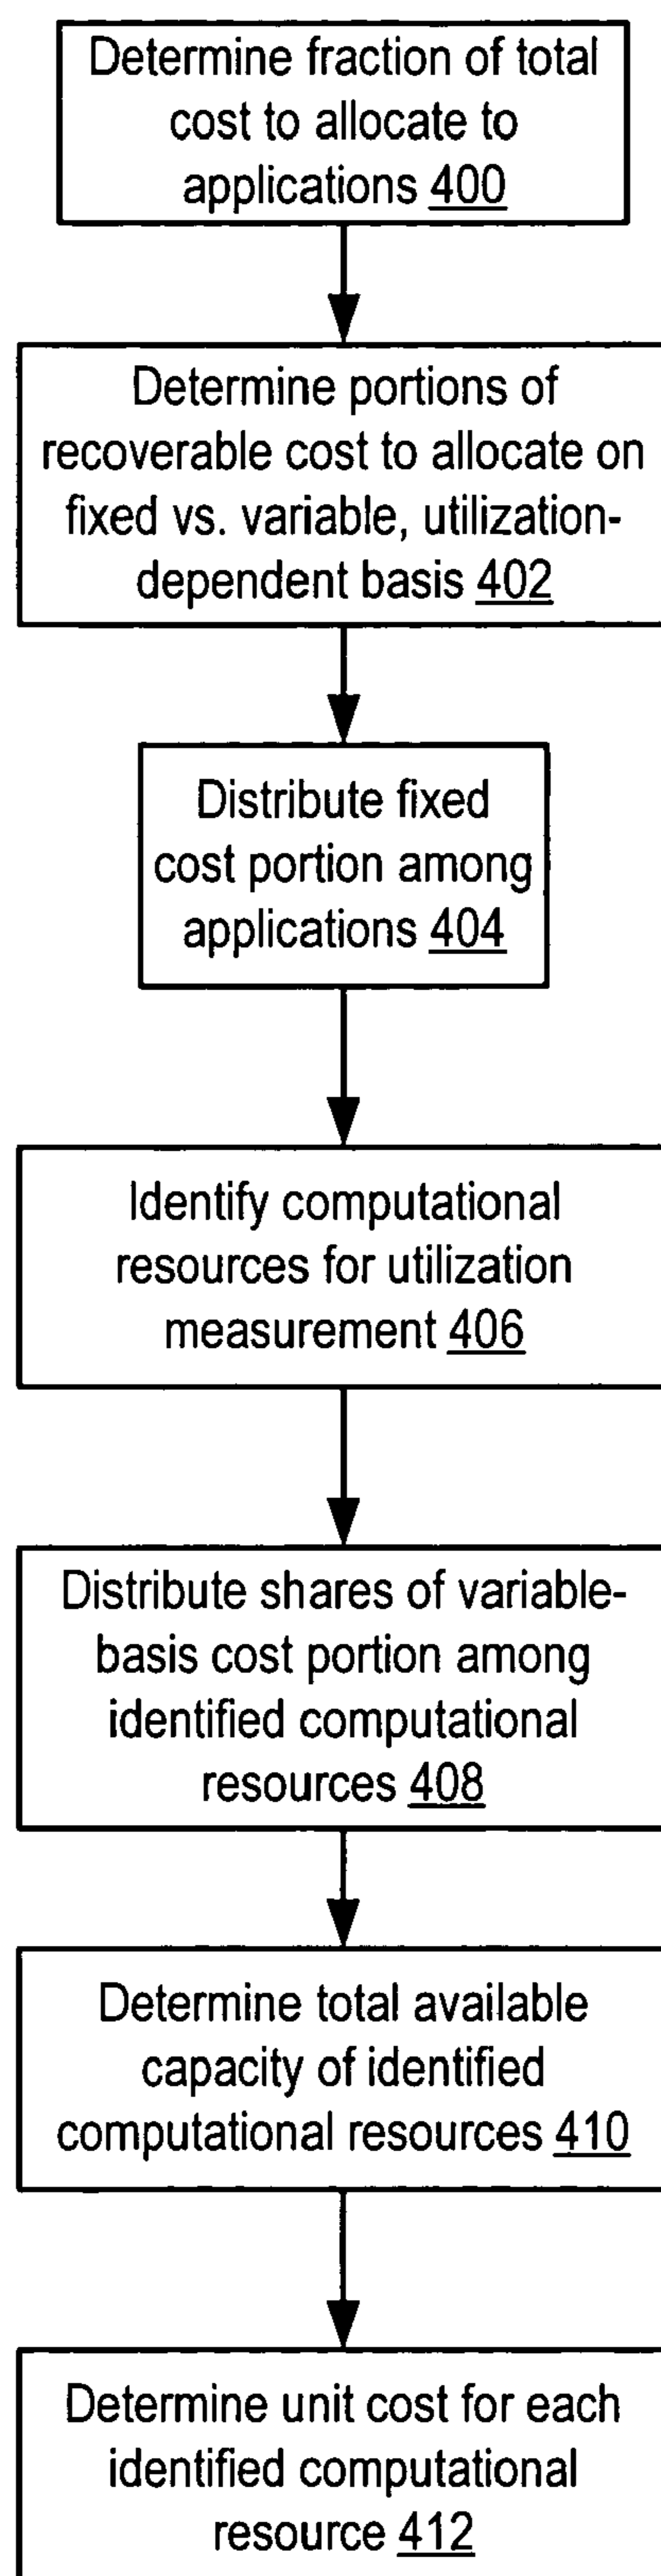 Determine fraction of total
cost to allocate to
applications 400
Determine portions of
recoverable cost to allocate on
fixed vs. variable, utilization-
dependent basis 402
Distribute fixed
cost portion among
applications 404
Identify computational
resources for utilization
measurement 406
Distribute shares of variable-
basis cost portion among
identified computational
resources 408
Determine total available
capacity of identified
computational resources 410
Determine unit cost for each
identified computational
resource 412